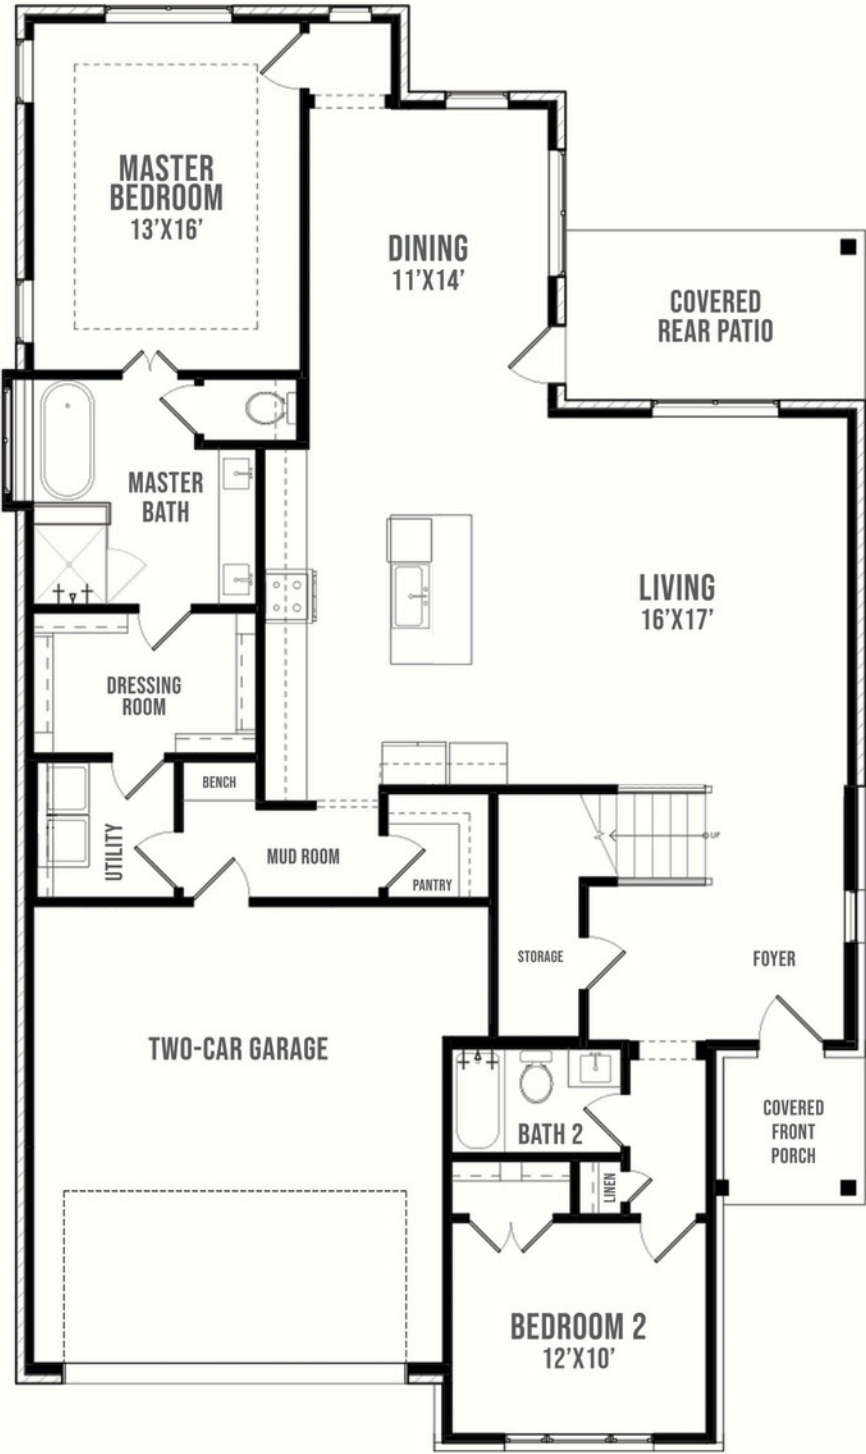 MASTER
BEDROOM
13'X16'
DINING
11'X14'
COVERED
REAR PATIO
MASTER
BATH
LIVING
16'X17'
DRESSING
ROOM
BENCH
UTILITY
MUD ROOM
PANTRY
UP
STORAGE
FOYER
TWO-CAR GARAGE
BATH 2
COVERED
FRONT
PORCH
LINEN
BEDROOM 2
12'X10'